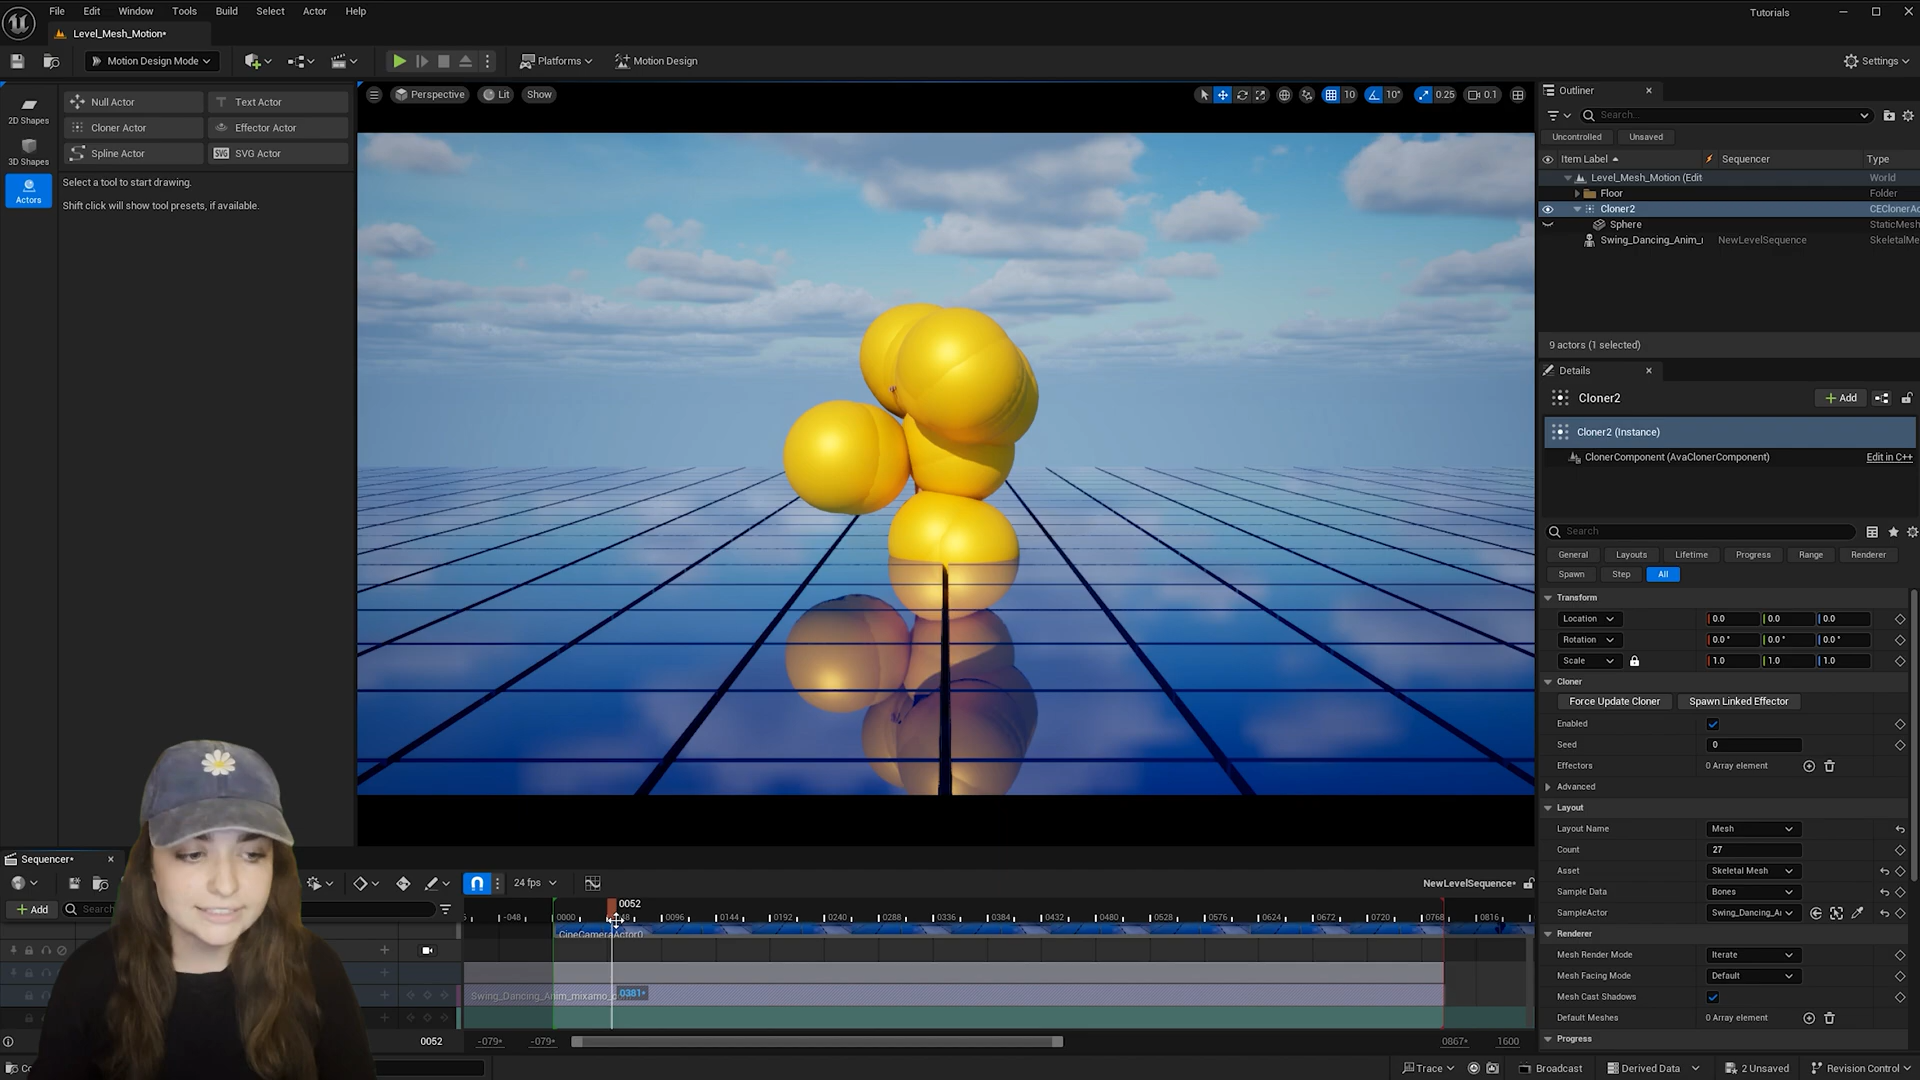 File Edit Window Tools Build Select Actor Help
Tutorials
Level_Mesh_Motion*
Motion Design Mode
Platforms
Motion Design
Settings
2D Shapes
3D Shapes
Actors
Null Actor
Text Actor
Cloner Actor
Effector Actor
Spline Actor
SVG SVG Actor
Select a tool to start drawing.
Shift click will show tool presets, if available.
Perspective Lit Show
10 10° 0.25 0.1
Outliner
Search...
Uncontrolled Unsaved
Item Label Sequencer Type
Level_Mesh_Motion (Edit World
Floor Folder
Cloner2 CEClonerAc
Sphere StaticMesh
Swing_Dancing_Anim_ NewLevelSequence SkeletalMe
9 actors (1 selected)
Details
Cloner2
Add
Cloner2 (Instance)
ClonerComponent (AvaClonerComponent) Edit in C++
Search
General Layouts Lifetime Progress Range Renderer
Spawn Step All
Transform
Location 0.0 0.0 0.0
Rotation 0.0° 0.0° 0.0°
Scale 1.0 1.0 1.0
Cloner
Force Update Cloner Spawn Linked Effector
Enabled
Seed 0
Effectors 0 Array element
Advanced
Layout
Layout Name Mesh
Count 27
Asset Skeletal Mesh
Sample Data Bones
SampleActor Swing_Dancing_A
Renderer
Mesh Render Mode Iterate
Mesh Facing Mode Default
Mesh Cast Shadows
Default Meshes 0 Array element
Progress
Sequencer*
24 fps
NewLevelSequence*
+ Add
Search
0052
-048 0000 48 0096 0144 0192 0240 0288 0336 0384 0432 0480 0528 0576 0624 0672 0720 0768 0816
CineCameraActor0
Swing_Dancing_Anim_mixamo_c
0381*
0052 -079* -079* 0867* 1600
Trace Broadcast Derived Data 2 Unsaved Revision Control